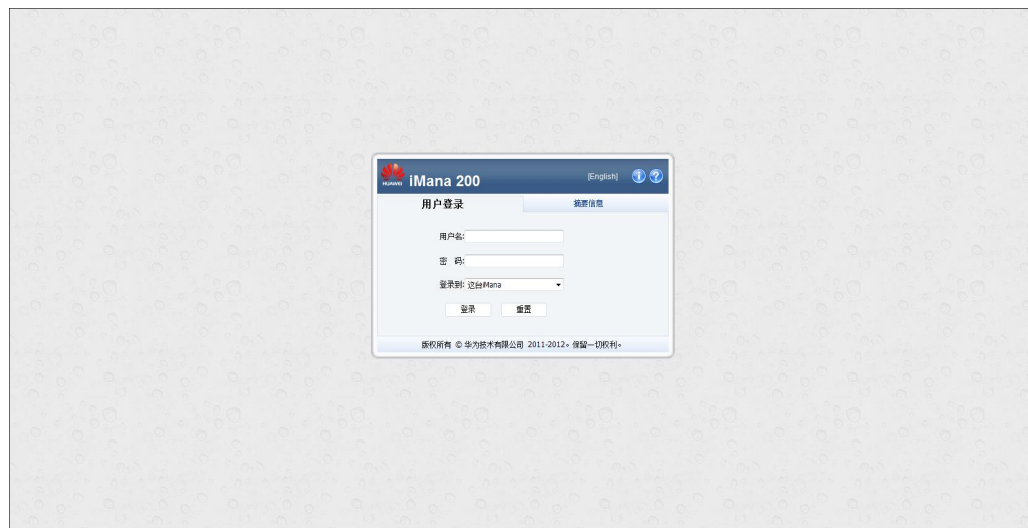 HUAWEI iMana 200 [English]
用户登录 摘要信息
用户名:
密 码:
登录到: 这台iMana
登录 重置
版权所有 © 华为技术有限公司 2011-2012。保留一切权利。